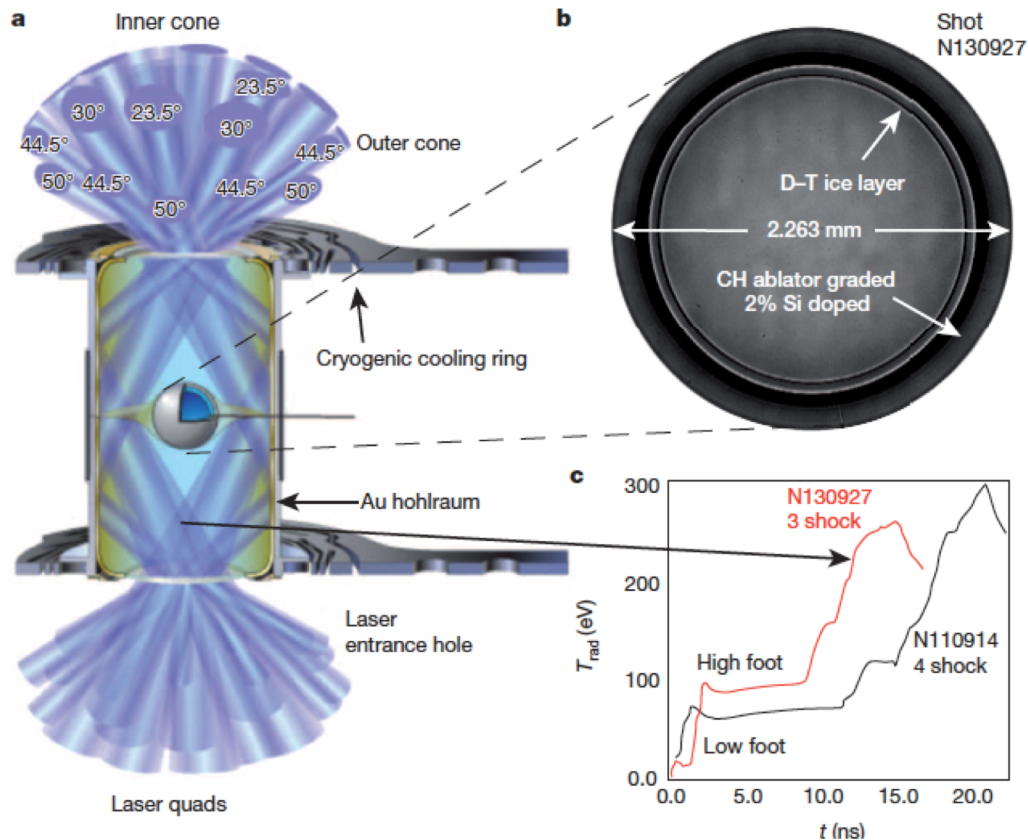 a
Inner cone
23.5°
30°
23.5°
30°
44.5°
44.5°
Outer cone
50°
44.5°
44.5°
50°
50°
Cryogenic cooling ring
Au hohlraum
Laser
entrance hole
Laser quads
b
Shot
N130927
D–T ice layer
2.263 mm
CH ablator graded
2% Si doped
c
300
200
100
0.0
T rad (eV)
N130927
3 shock
N110914
4 shock
High foot
Low foot
0.0
5.0
10.0
15.0
20.0
t (ns)